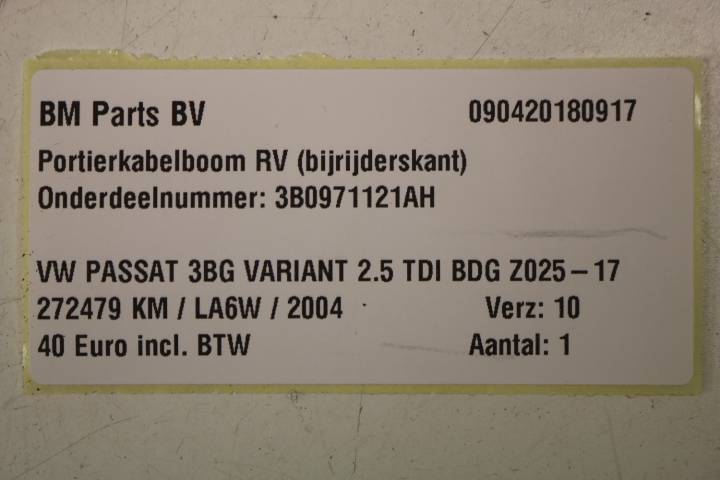 BM Parts BV 090420180917
Portierkabelboom RV (bijrijderskant)
Onderdeelnummer: 3B0971121AH
VW PASSAT 3BG VARIANT 2.5 TDI BDG Z025-17
272479 KM / LA6W / 2004 Verz: 10
40 Euro incl. BTW Aantal: 1